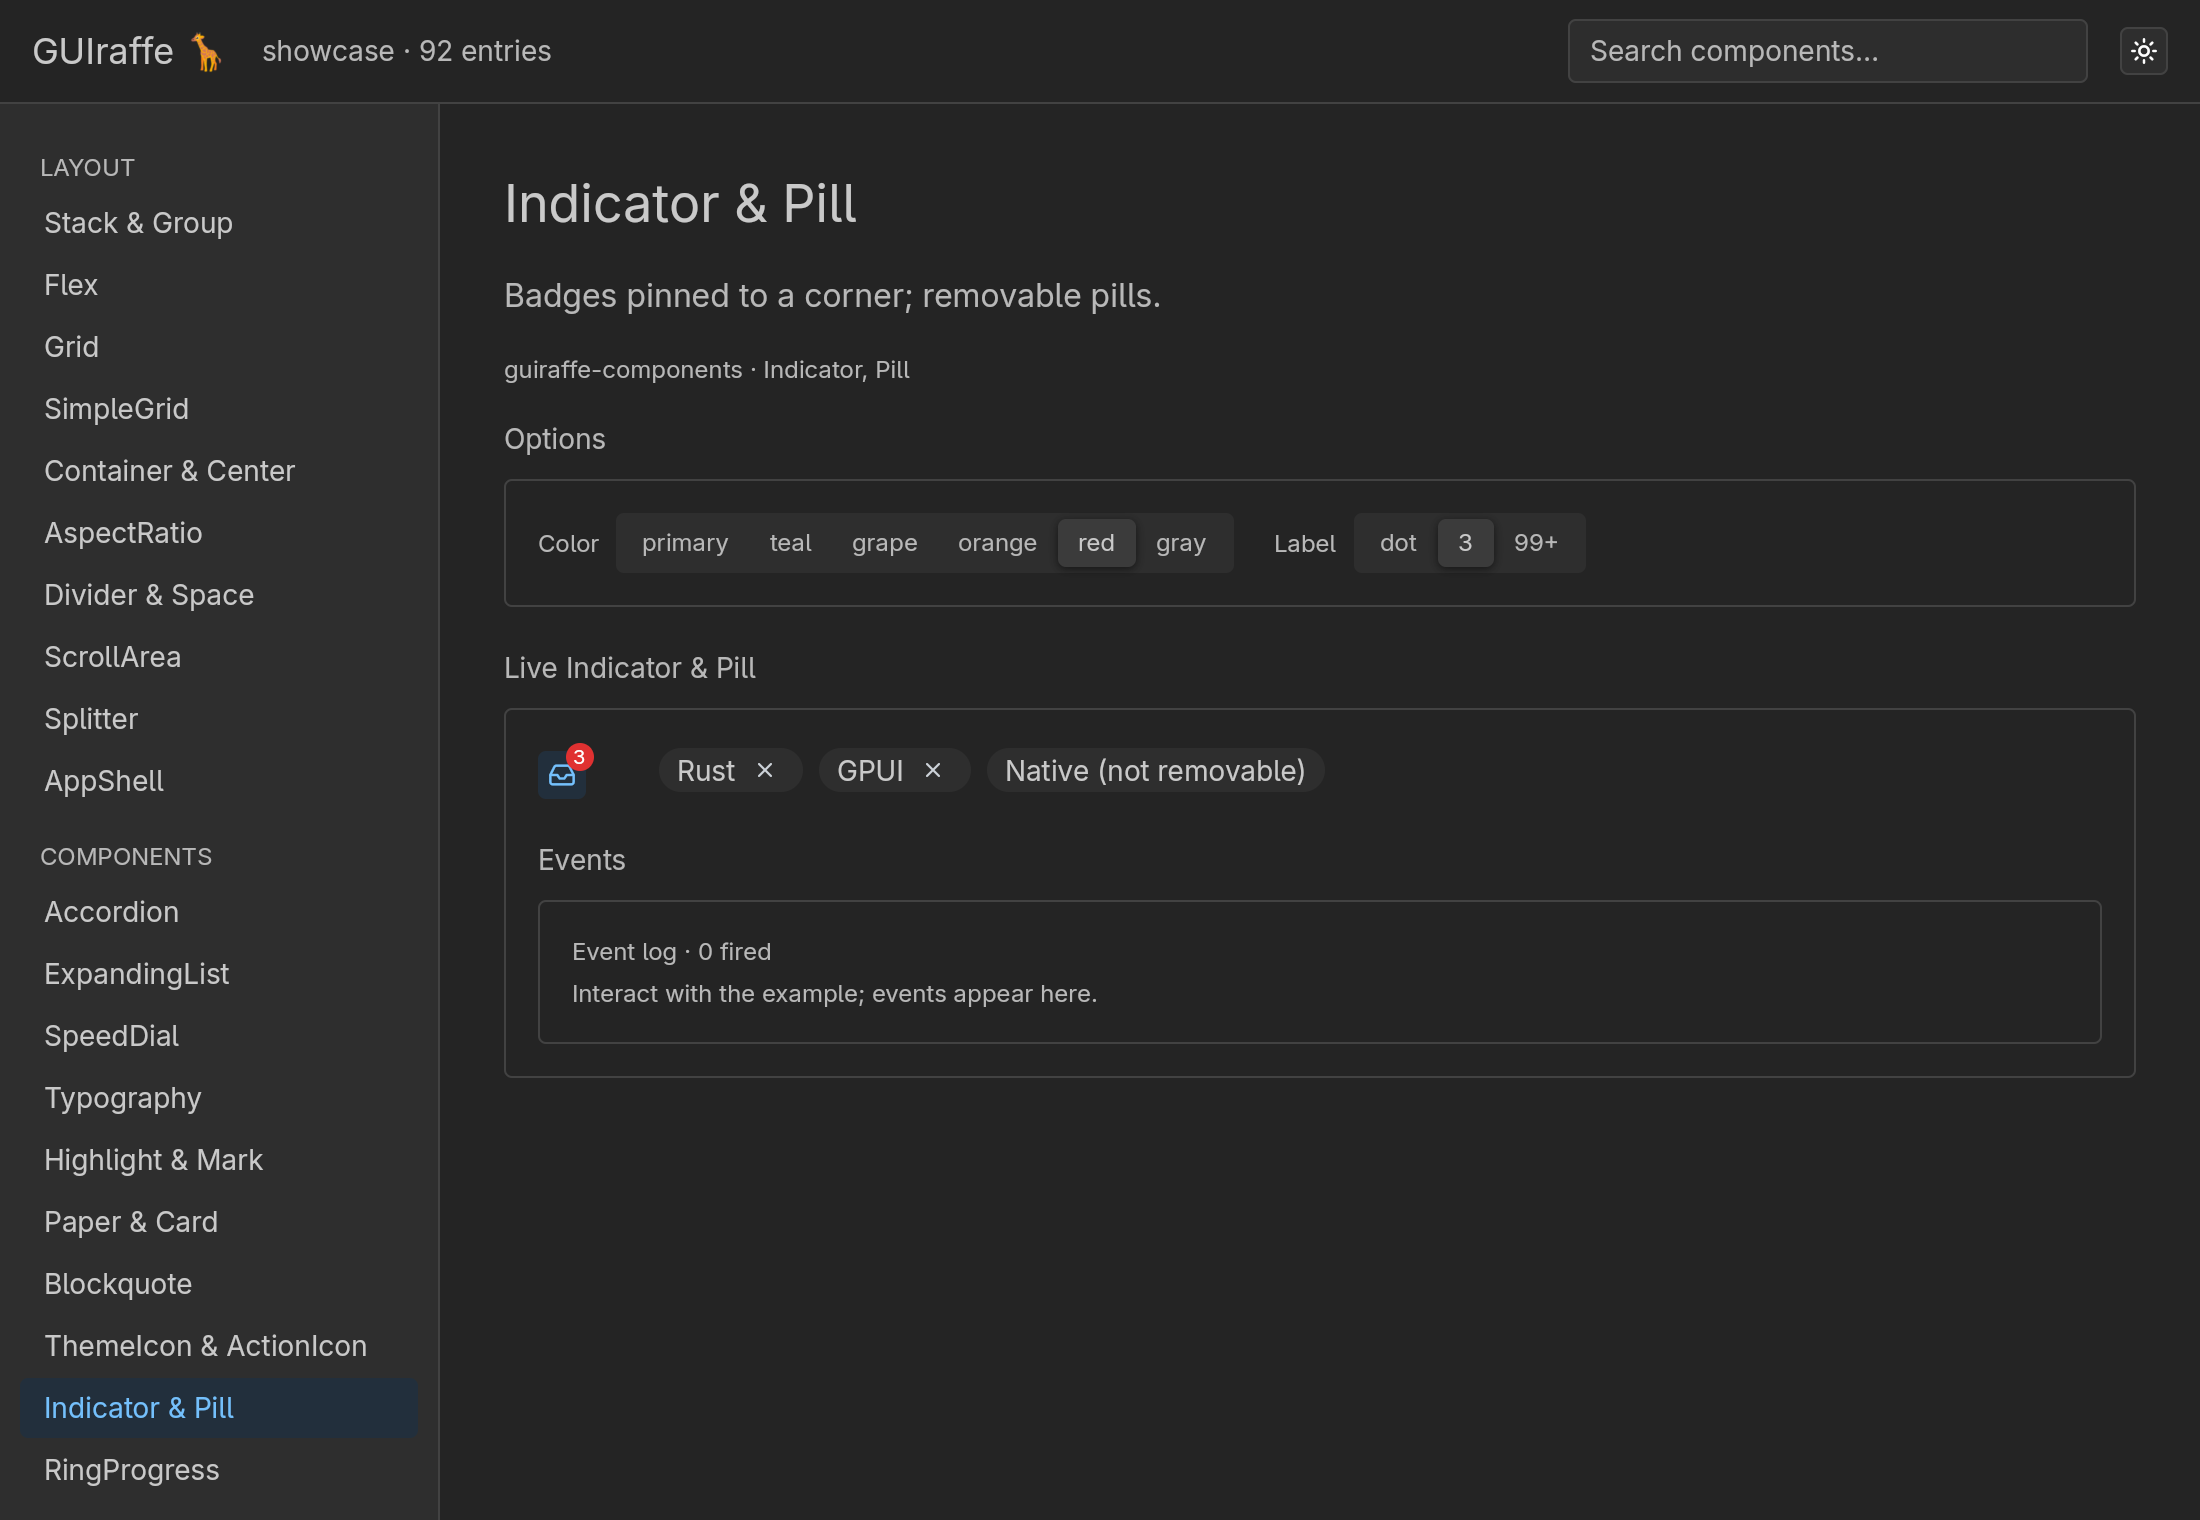 GUIraffe 🦒 showcase · 92 entries
Search components...
LAYOUT
Stack & Group
Flex
Grid
SimpleGrid
Container & Center
AspectRatio
Divider & Space
ScrollArea
Splitter
AppShell
COMPONENTS
Accordion
ExpandingList
SpeedDial
Typography
Highlight & Mark
Paper & Card
Blockquote
ThemeIcon & ActionIcon
Indicator & Pill
RingProgress
Indicator & Pill
Badges pinned to a corner; removable pills.
guiraffe-components · Indicator, Pill
Options
Color primary teal grape orange red gray Label dot 3 99+
Live Indicator & Pill
3 Rust GPUI Native (not removable)
Events
Event log · 0 fired
Interact with the example; events appear here.